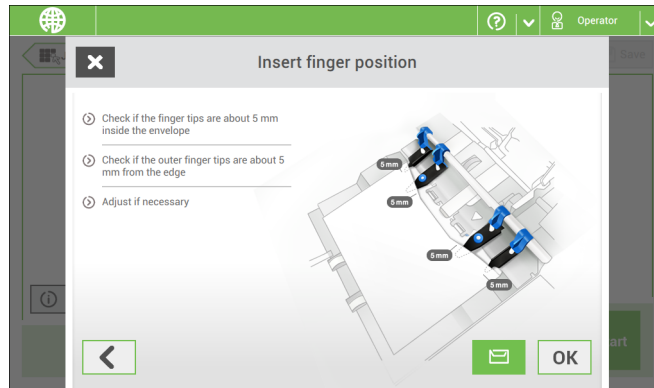 Operator
Save
Insert finger position
Check if the finger tips are about 5 mm
inside the envelope
Check if the outer finger tips are about 5
mm from the edge
Adjust if necessary
5 mm
5 mm
5 mm
5 mm
OK
art